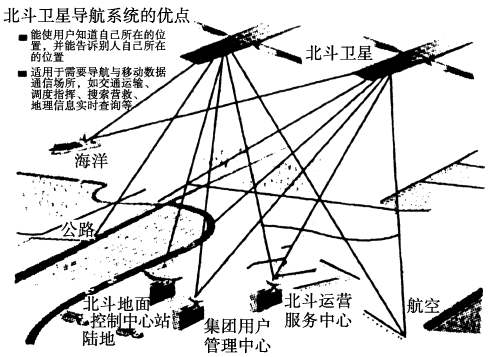 北斗卫星导航系统的优点
■ 能使用户知道自己所在的位
置，并能告诉别人自己所在
的位置
■ 适用于需要导航与移动数据
通信场所，如交通运输、
调度指挥、搜索营救、
地理信息实时查询等
北斗卫星
海洋
公路
北斗地面
控制中心站
陆地
集团用户
管理中心
北斗运营
服务中心
航空